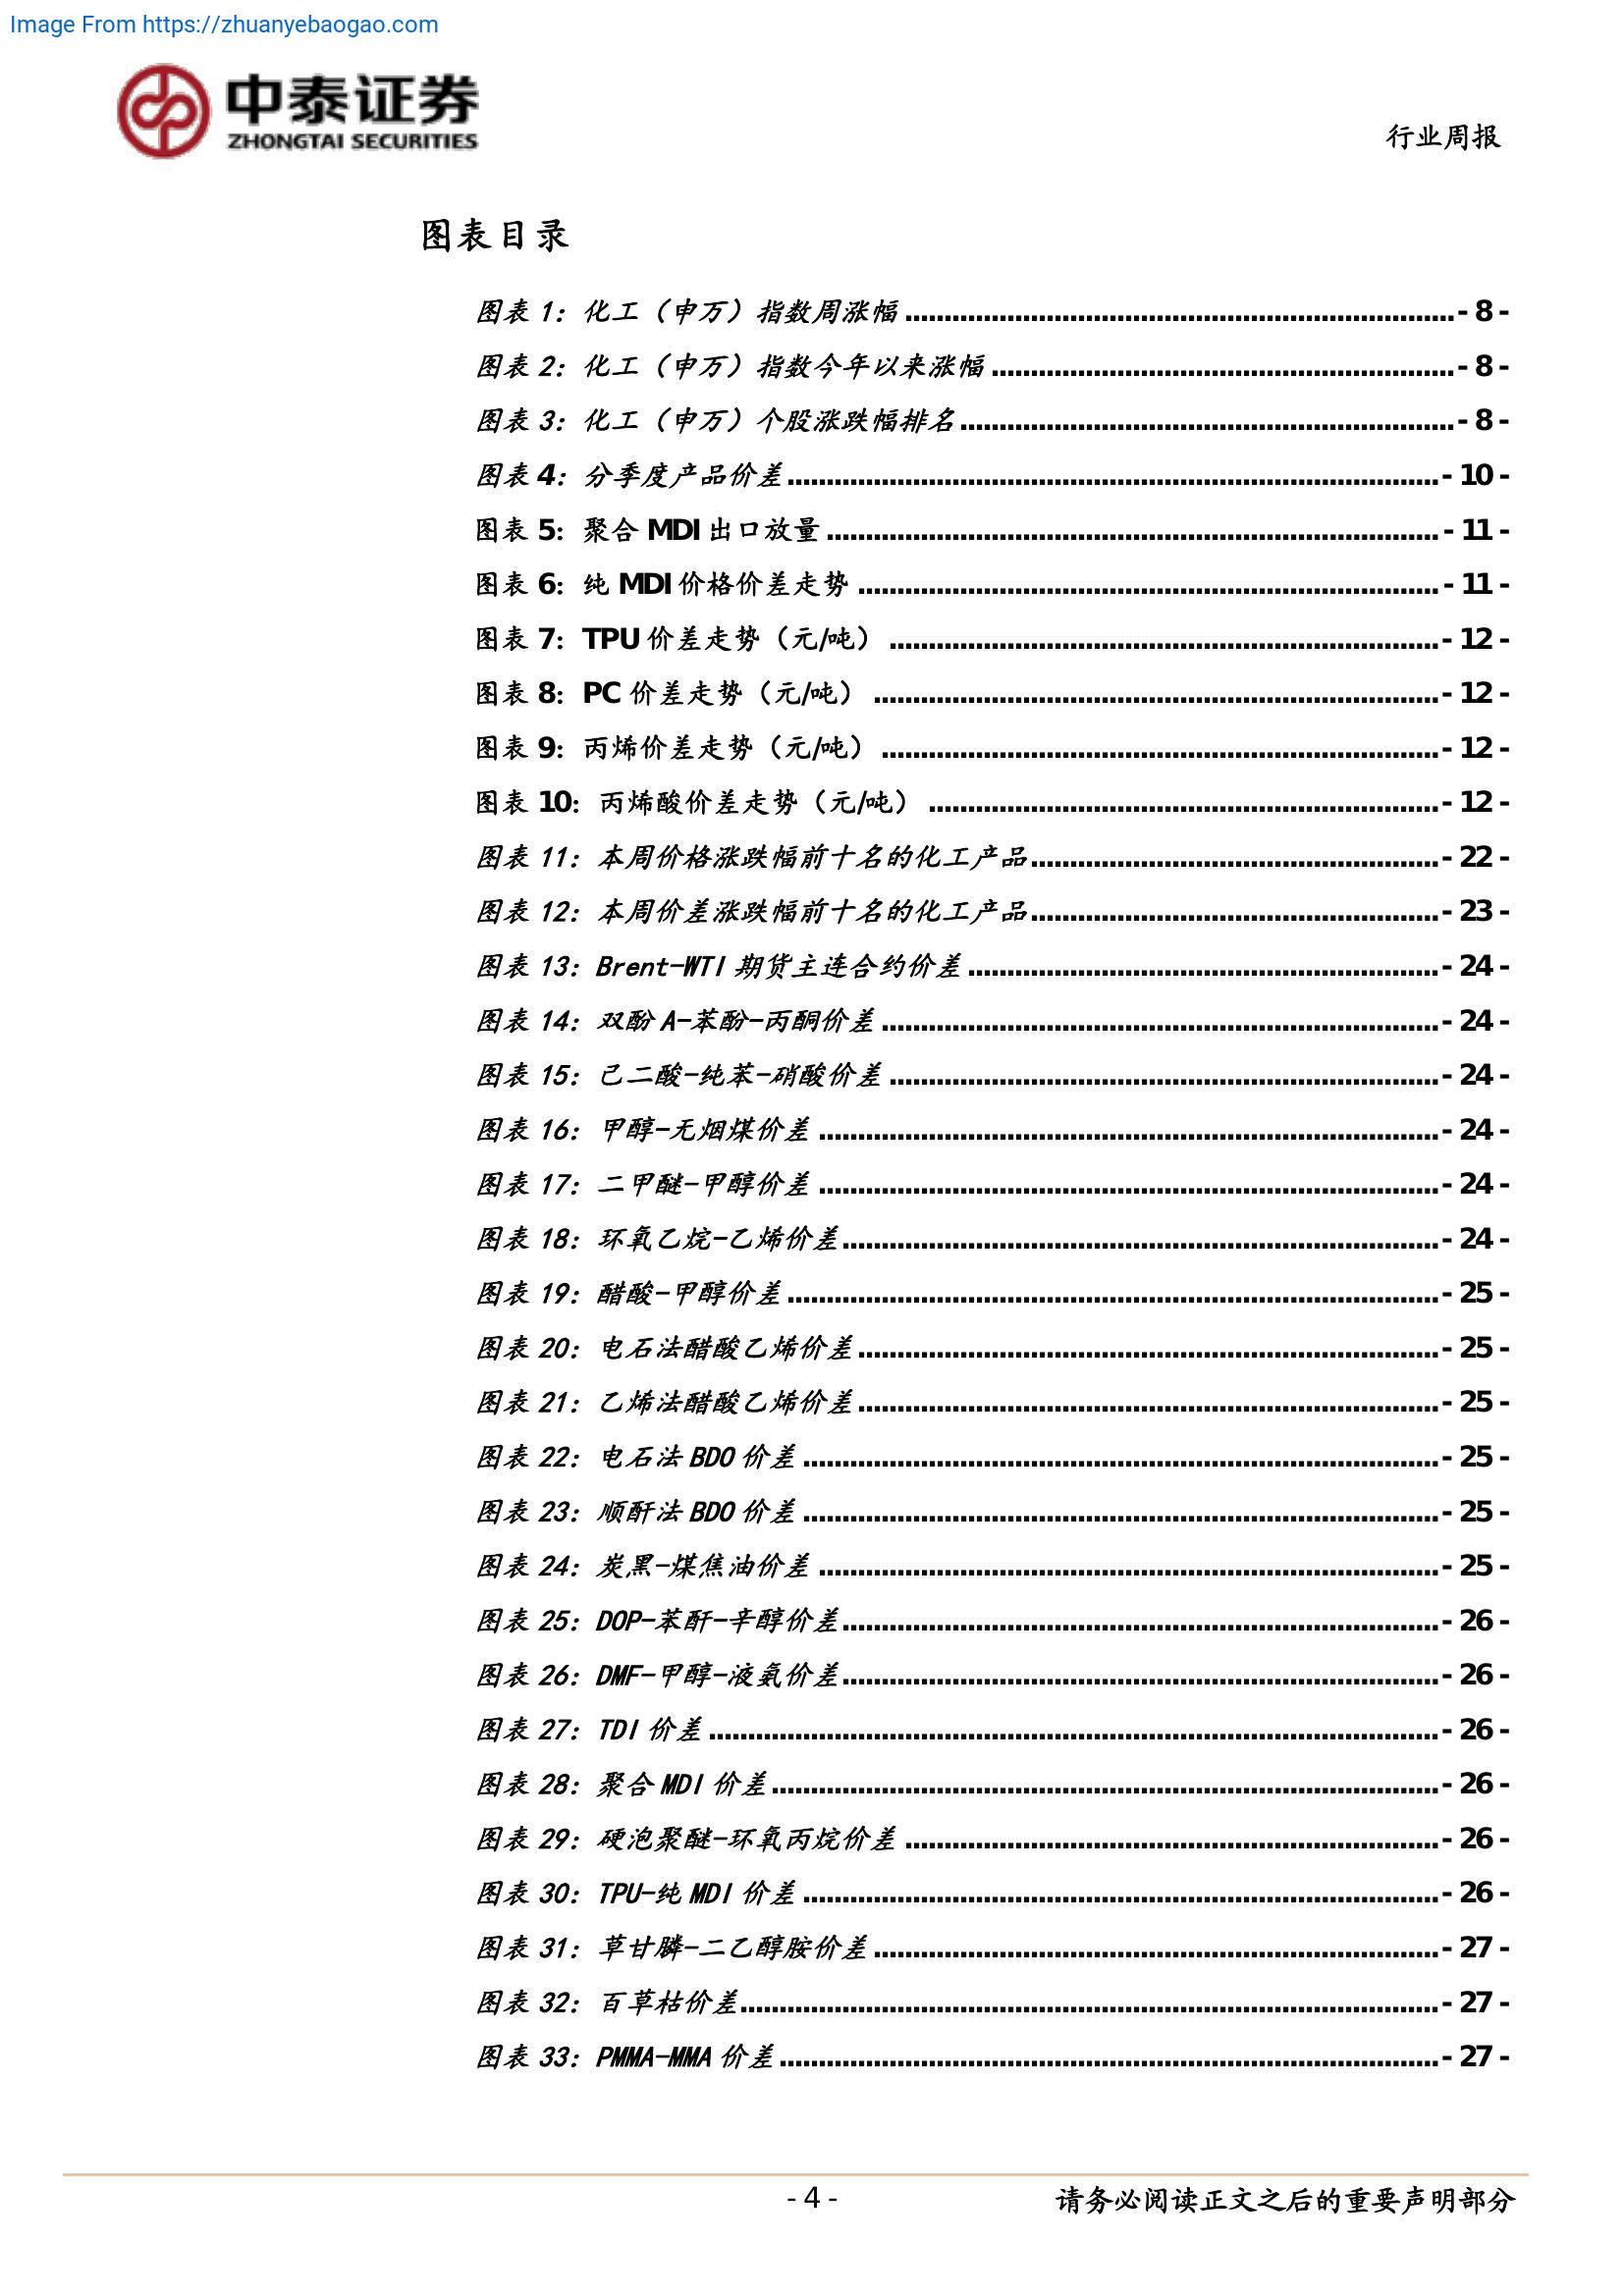 Image From https://zhuanyebaogao.com
中泰证券
ZHONGTAI SECURITIES
行业周报
图表目录
图表 1：化工（申万）指数周涨幅 - 8 -
图表 2：化工（申万）指数今年以来涨幅 - 8 -
图表 3：化工（申万）个股涨跌幅排名 - 8 -
图表 4：分季度产品价差 - 10 -
图表 5：聚合 MDI 出口放量 - 11 -
图表 6：纯 MDI 价格价差走势 - 11 -
图表 7：TPU 价差走势（元/吨） - 12 -
图表 8：PC 价差走势（元/吨） - 12 -
图表 9：丙烯价差走势（元/吨） - 12 -
图表 10：丙烯酸价差走势（元/吨） - 12 -
图表 11：本周价格涨跌幅前十名的化工产品 - 22 -
图表 12：本周价差涨跌幅前十名的化工产品 - 23 -
图表 13：Brent-WTI 期货主连合约价差 - 24 -
图表 14：双酚 A-苯酚-丙酮价差 - 24 -
图表 15：己二酸-纯苯-硝酸价差 - 24 -
图表 16：甲醇-无烟煤价差 - 24 -
图表 17：二甲醚-甲醇价差 - 24 -
图表 18：环氧乙烷-乙烯价差 - 24 -
图表 19：醋酸-甲醇价差 - 25 -
图表 20：电石法醋酸乙烯价差 - 25 -
图表 21：乙烯法醋酸乙烯价差 - 25 -
图表 22：电石法 BDO 价差 - 25 -
图表 23：顺酐法 BDO 价差 - 25 -
图表 24：炭黑-煤焦油价差 - 25 -
图表 25：DOP-苯酐-辛醇价差 - 26 -
图表 26：DMF-甲醇-液氨价差 - 26 -
图表 27：TDI 价差 - 26 -
图表 28：聚合 MDI 价差 - 26 -
图表 29：硬泡聚醚-环氧丙烷价差 - 26 -
图表 30：TPU-纯 MDI 价差 - 26 -
图表 31：草甘膦-二乙醇胺价差 - 27 -
图表 32：百草枯价差 - 27 -
图表 33：PMMA-MMA 价差 - 27 -
- 4 -
请务必阅读正文之后的重要声明部分